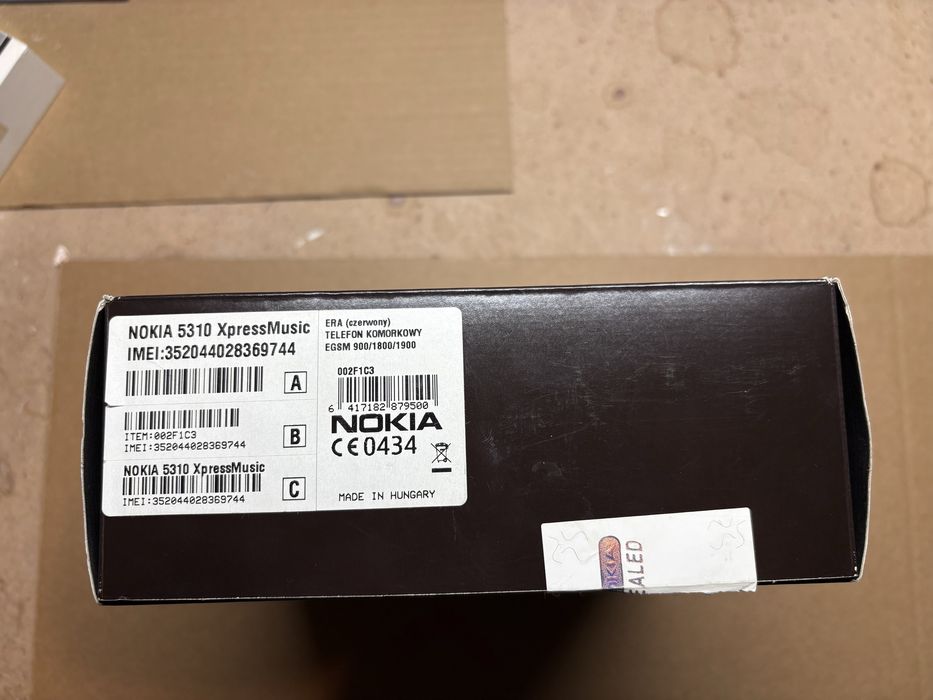 NOKIA 5310 XpressMusic
IMEI:352044028369744
A
ITEM:002F1C3
IMEI:352044028369744
B
NOKIA 5310 XpressMusic
IMEI:352044028369744
C
ERA (czerwony)
TELEFON KOMORKOWY
EGSM 900/1800/1900
002F1C3
6 417182 879500
NOKIA
CE0434
MADE IN HUNGARY